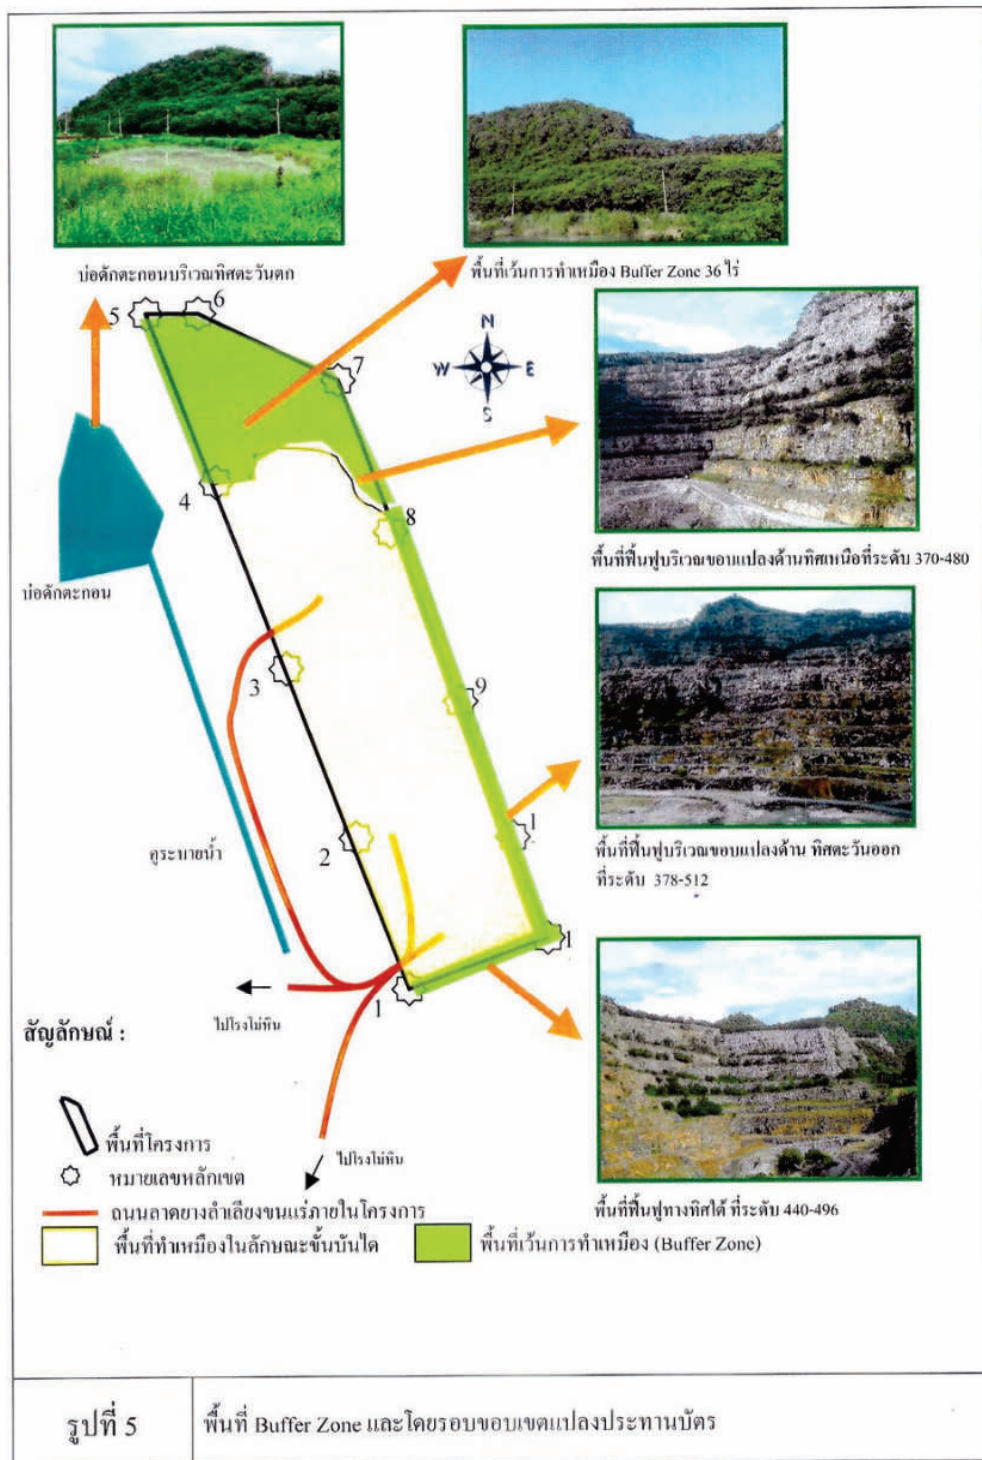 บ่อดักตะกอนบริเวณทิศตะวันตก
พื้นที่เว้นการทำเหมือง Buffer Zone 36 ไร่
5
6
7
N
W
E
S
4
8
พื้นที่ฟื้นฟูบริเวณขอบแปลงด้านทิศเหนือที่ระดับ 370-480
บ่อดักตะกอน
3
9
2
1
คูระบายน้ำ
พื้นที่ฟื้นฟูบริเวณขอบแปลงด้าน ทิศตะวันออก
ที่ระดับ 378-512
1
1
ไปโรงโม่หิน
สัญลักษณ์ :
พื้นที่โครงการ
ไปโรงโม่หิน
หมายเลขหลักเขต
ถนนลาดยางลำเลียงขนแร่ภายในโครงการ
พื้นที่ฟื้นฟูทางทิศใต้ ที่ระดับ 440-496
พื้นที่ทำเหมืองในลักษณะขั้นบันได
พื้นที่เว้นการทำเหมือง (Buffer Zone)
รูปที่ 5
พื้นที่ Buffer Zone และโดยรอบขอบเขตแปลงประทานบัตร